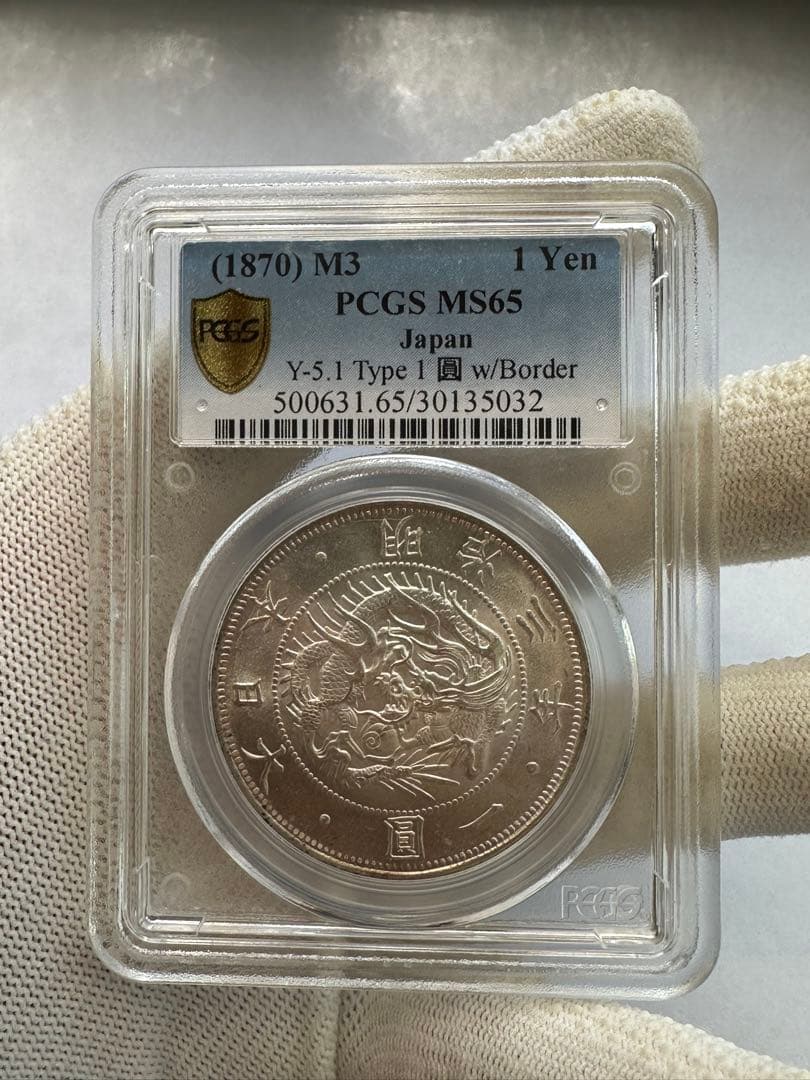 (1870) M3 1 Yen
PCGS MS65
Japan
PCGS
Y-5.1 Type 1 圓 w/Border
500631.65/30135032
大日本・明治三年・一圓・
PCGS